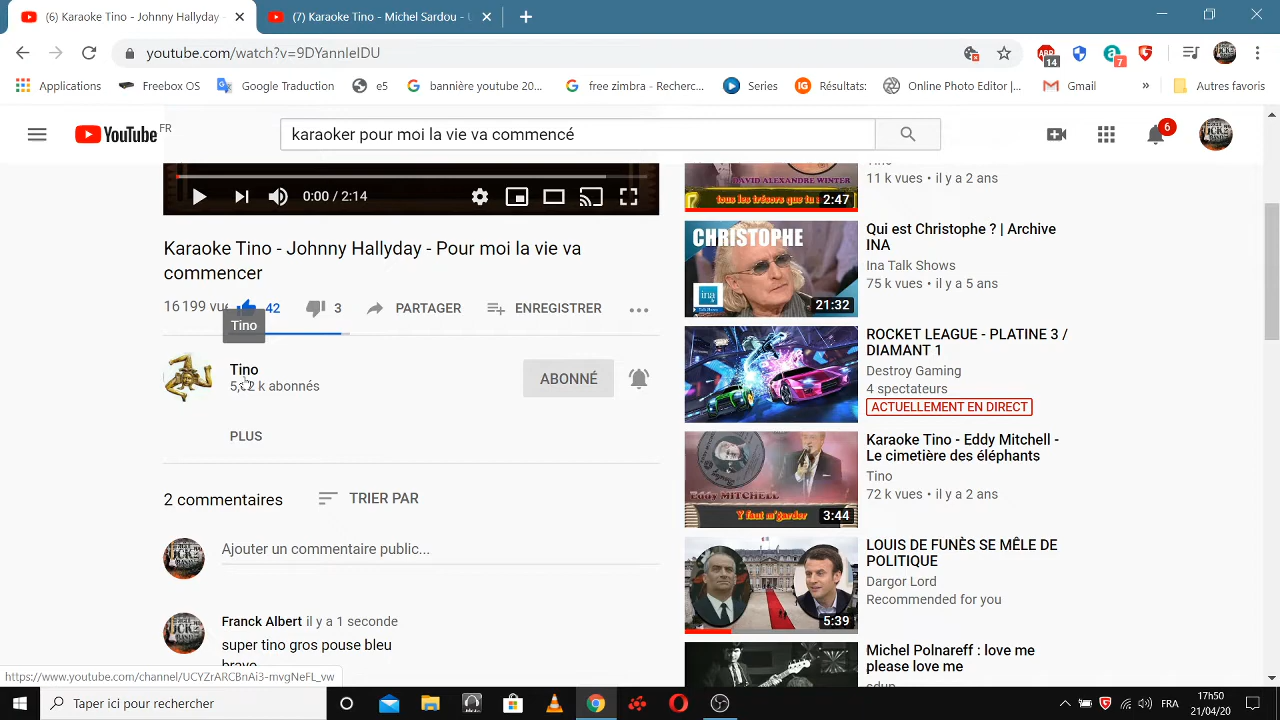 (6) Karaoke Tino - Johnny Hallyday -
(7) Karaoke Tino - Michel Sardou -
youtube.com/watch?v=9DYannleIDU
14
7
Applications
Freebox OS
Google Traduction
e5
bannière youtube 20...
free zimbra - Recherc...
Series
IG Résultats:
Online Photo Editor |...
Gmail
»
Autres favoris
YouTube FR
karaoker pour moi la vie va commencé
6
0:00 / 2:14
Karaoke Tino - Johnny Hallyday - Pour moi la vie va
commencer
16 199
42
3
PARTAGER
ENREGISTRER
Tino
Tino
k abonnés
ABONNÉ
PLUS
2 commentaires
TRIER PAR
Ajouter un commentaire public...
Franck Albert il y a 1 seconde
super tino gros pouse bleu
bravo
DAVID ALEXANDRE WINTER
tous les trésors que tu
2:47
Tino
11 k vues • il y a 2 ans
CHRISTOPHE
ina
21:32
Qui est Christophe ? | Archive
INA
Ina Talk Shows
75 k vues • il y a 5 ans
ROCKET LEAGUE - PLATINE 3 /
DIAMANT 1
Destroy Gaming
4 spectateurs
ACTUELLEMENT EN DIRECT
EDDY MITCHELL
Y faut m'garder
3:44
Karaoke Tino - Eddy Mitchell -
Le cimetière des éléphants
Tino
72 k vues • il y a 2 ans
5:39
LOUIS DE FUNÈS SE MÊLE DE
POLITIQUE
Dargor Lord
Recommended for you
Michel Polnareff : love me
please love me
Taper ici pour rechercher
FRA
17:50
21/04/20